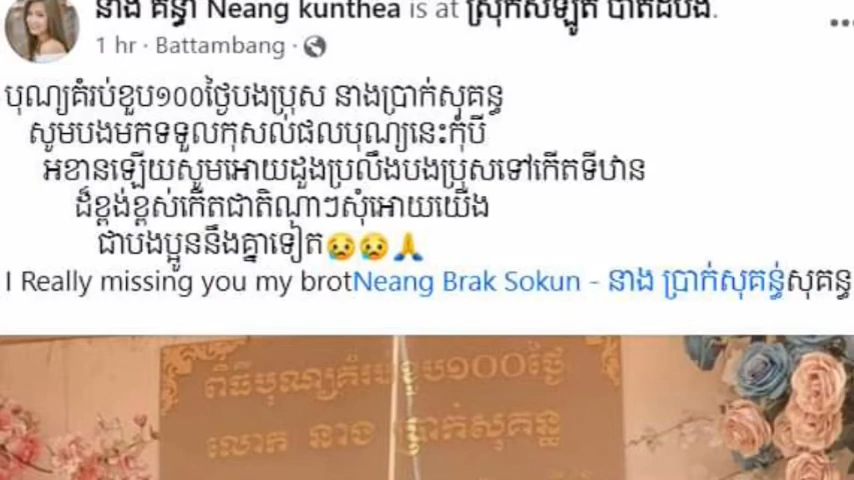 នាង គន្ធា Neang kunthea is at ស្រុកសំឡូត បាត់ដំបង.
1 hr · Battambang ·
បុណ្យគំរប់ខួប១០០ថ្ងៃបងប្រុស នាងប្រាក់សុគន្ធ
សូមបងមកទទួលកុសល់ផលបុណ្យនេះកុំបី
អខានឡើយសូមអោយដួងប្រលឹងបងប្រុសទៅកើតទីឋាន
ដ៏ខ្ពង់ខ្ពស់កើតជាតិណាៗសុំអោយយើង
ជាបងប្អូននឹងគ្នាទៀត😢😢🙏
I Really missing you my brotNeang Brak Sokun - នាង ប្រាក់សុគន្ធ់សុគន្ធ
ពិធីបុណ្យគំរប់ខួប១០០ថ្ងៃ
លោក នាង ប្រាក់សុគន្ធ